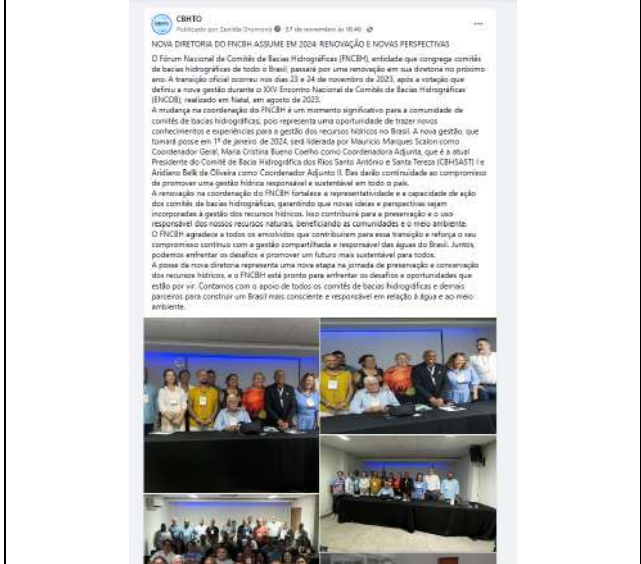 CBHTO
Publicado por Zenilda Drumond
27 de novembro às 16:40
NOVA DIRETORIA DO FNCBH ASSUME EM 2024: RENOVAÇÃO E NOVAS PERSPECTIVAS
O Fórum Nacional de Comitês de Bacias Hidrográficas (FNCBH), entidade que congrega comitês
de bacias hidrográficas de todo o Brasil, passará por uma renovação em sua diretoria no próximo
ano. A transição oficial ocorreu nos dias 23 e 24 de novembro de 2023, após a votação que
definiu a nova gestão durante o XXV Encontro Nacional de Comitês de Bacias Hidrográficas
(ENCOB), realizado em Natal, em agosto de 2023.
A mudança na coordenação do FNCBH é um momento significativo para a comunidade de
comitês de bacias hidrográficas, pois representa uma oportunidade de trazer novos
conhecimentos e experiências para a gestão dos recursos hídricos no Brasil. A nova gestão, que
tomará posse em 1º de janeiro de 2024, será liderada por Mauricio Marques Scalon como
Coordenador Geral, Maria Cristina Bueno Coelho como Coordenadora Adjunta, que é a atual
Presidente do Comitê de Bacia Hidrográfica dos Rios Santo Antônio e Santa Tereza (CBHSAST) I e
Aridiano Belk de Oliveira como Coordenador Adjunto II. Eles darão continuidade ao compromisso
de promover uma gestão hídrica responsável e sustentável em todo o país.
A renovação na coordenação do FNCBH fortalece a representatividade e a capacidade de ação
dos comitês de bacias hidrográficas, garantindo que novas ideias e perspectivas sejam
incorporadas à gestão dos recursos hídricos. Isso contribuirá para a preservação e o uso
responsável dos nossos recursos naturais, beneficiando as comunidades e o meio ambiente.
O FNCBH agradece a todos os envolvidos que contribuíram para essa transição e reforça o seu
compromisso contínuo com a gestão compartilhada e responsável das águas do Brasil. Juntos,
podemos enfrentar os desafios e promover um futuro mais sustentável para todos.
A posse da nova diretoria representa uma nova etapa na jornada de preservação e conservação
dos recursos hídricos, e o FNCBH está pronto para enfrentar os desafios e oportunidades que
estão por vir. Contamos com o apoio de todos os comitês de bacias hidrográficas e demais
parceiros para construir um Brasil mais consciente e responsável em relação à água e ao meio
ambiente.